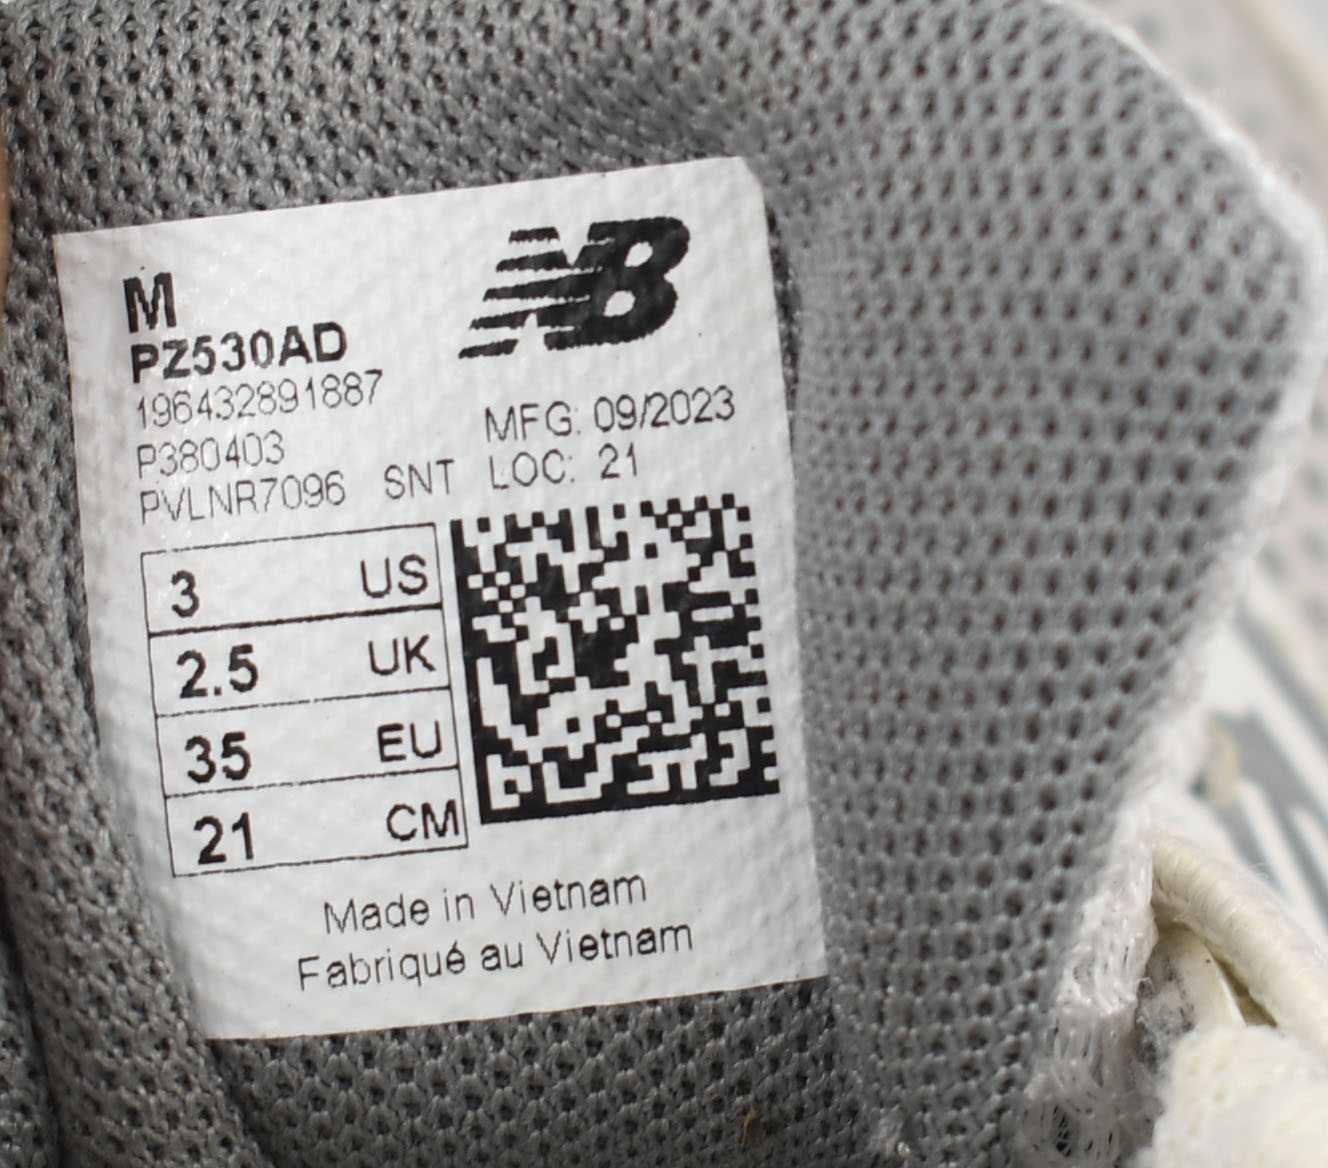 NB
M
PZ530AD
196432891887
P380403
PVLNR7096 SNT
MFG: 09/2023
LOC: 21
3 US
2.5 UK
35 EU
21 CM
Made in Vietnam
Fabriqué au Vietnam